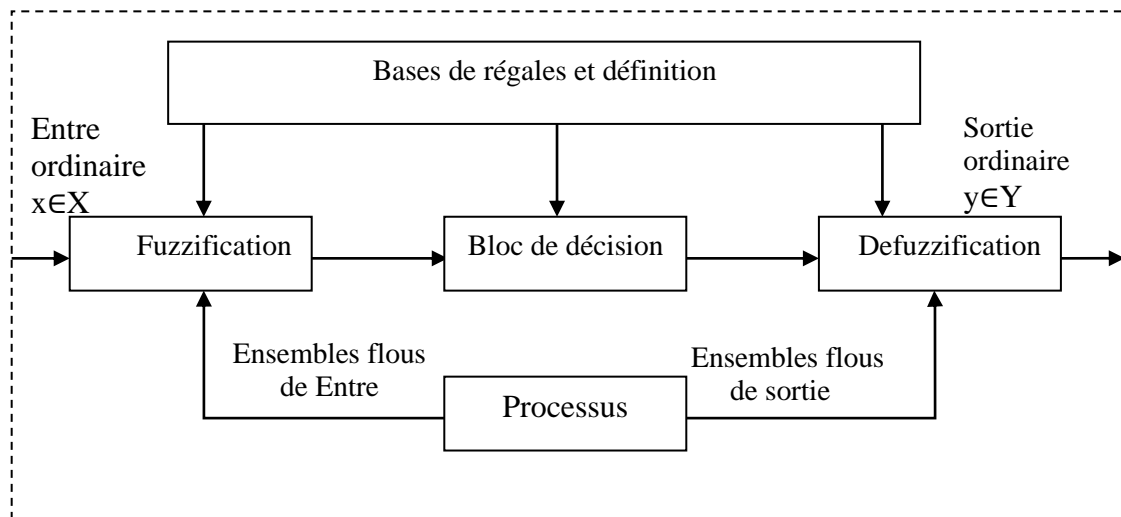 Bases de régales et définition
Entre
ordinaire
x∈X
Sortie
ordinaire
y∈Y
Fuzzification
Bloc de décision
Defuzzification
Ensembles flous
de Entre
Ensembles flous
de sortie
Processus